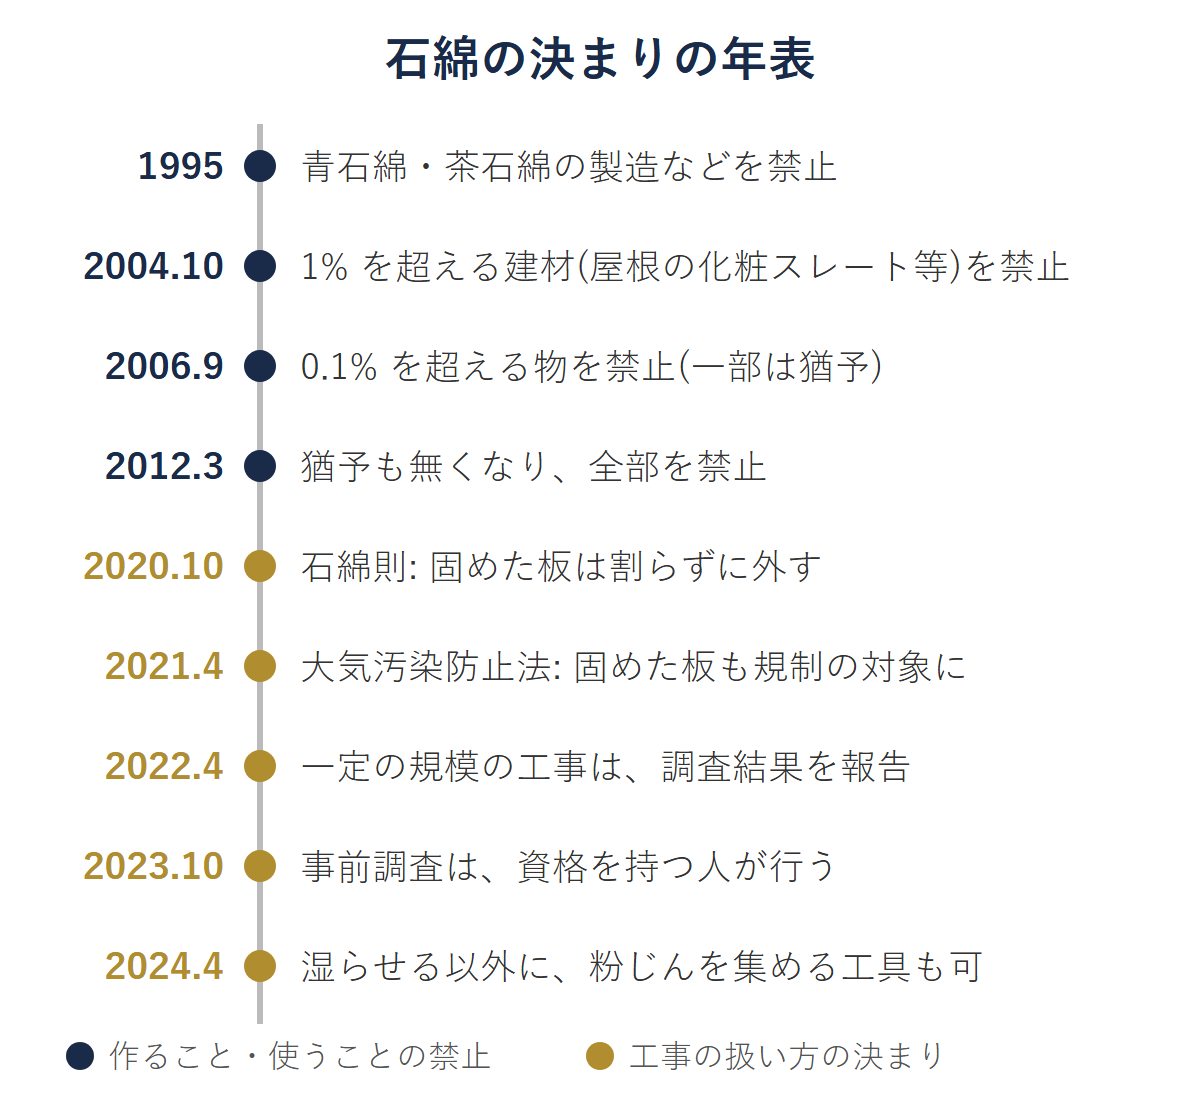 石綿の決まりの年表
1995 青石綿・茶石綿の製造などを禁止
2004.10 1% を超える建材(屋根の化粧スレート等)を禁止
2006.9 0.1% を超える物を禁止(一部は猶予)
2012.3 猶予も無くなり、全部を禁止
2020.10 石綿則: 固めた板は割らずに外す
2021.4 大気汚染防止法: 固めた板も規制の対象に
2022.4 一定の規模の工事は、調査結果を報告
2023.10 事前調査は、資格を持つ人が行う
2024.4 湿らせる以外に、粉じんを集める工具も可
作ること・使うことの禁止 工事の扱い方の決まり